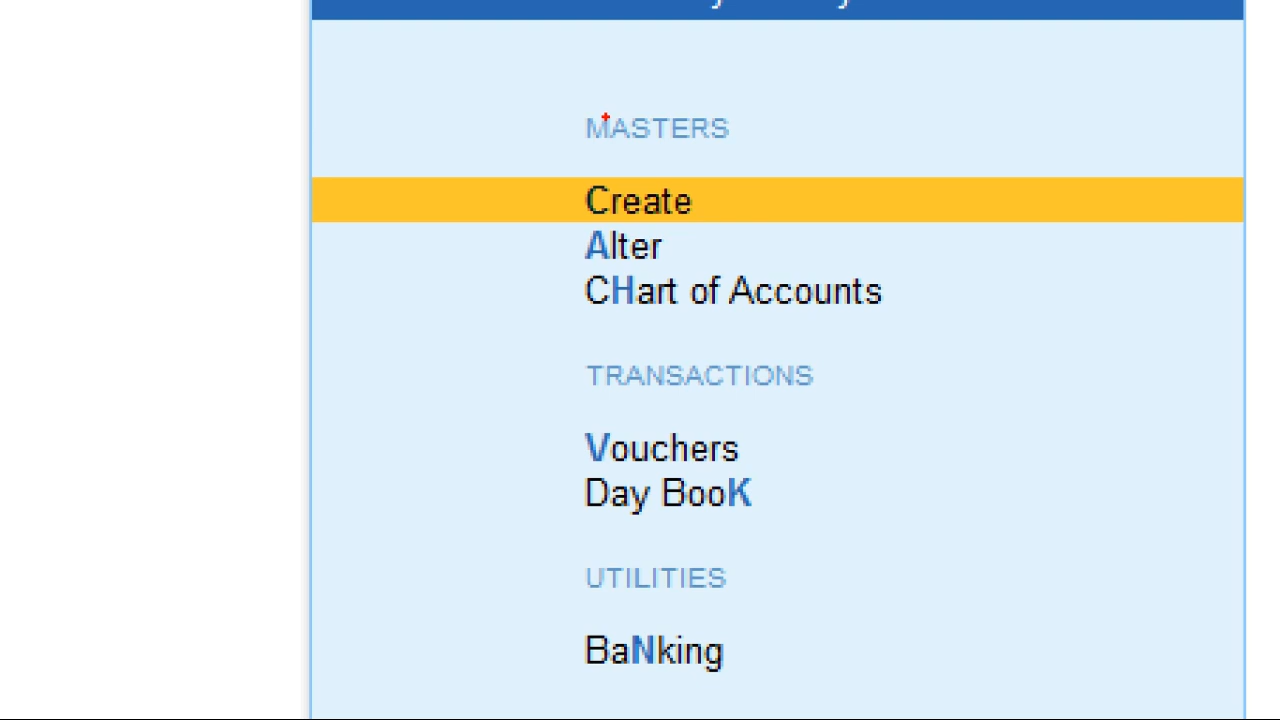 MASTERS
Create
Alter
CHart of Accounts
TRANSACTIONS
Vouchers
Day BooK
UTILITIES
BaNking